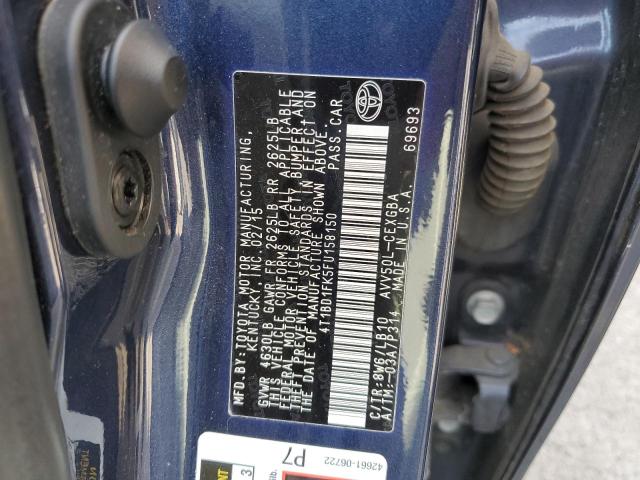 MFD.BY:TOYOTA MOTOR MANUFACTURING,
KENTUCKY, INC. 02/15
GVWR 4630LB GAWR FR 2625LB RR 2625LB
THIS VEHICLE CONFORMS TO ALL APPLICABLE
FEDERAL MOTOR VEHICLE SAFETY, BUMPER, AND
THEFT PREVENTION STANDARDS IN EFFECT ON
THE DATE OF MANUFACTURE SHOWN ABOVE.
4T1BD1FK5FU158150 PASS. CAR
C/TR:8W6/LB10 AVV50L-CEXGBA
A/TM:-03A/P314 MADE IN U.S.A. 69693
42661-06722
P7
3